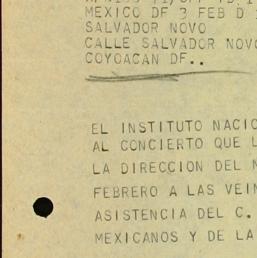 MEXICO DF 3 FEB D
SALVADOR NOVO
CALLE SALVADOR NOVO
COYOACAN DF..
EL INSTITUTO NACIO
AL CONCIERTO QUE L
LA DIRECCION DEL M
FEBRERO A LAS VEIN
ASISTENCIA DEL C.
MEXICANOS Y DE LA